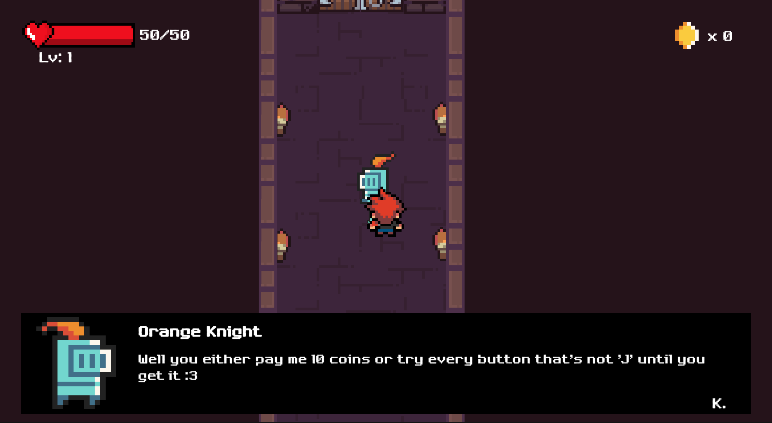 50/50
x 0
Lv: 1
Orange Knight
Well you either pay me 10 coins or try every button that's not 'J' until you
get it :3
K.